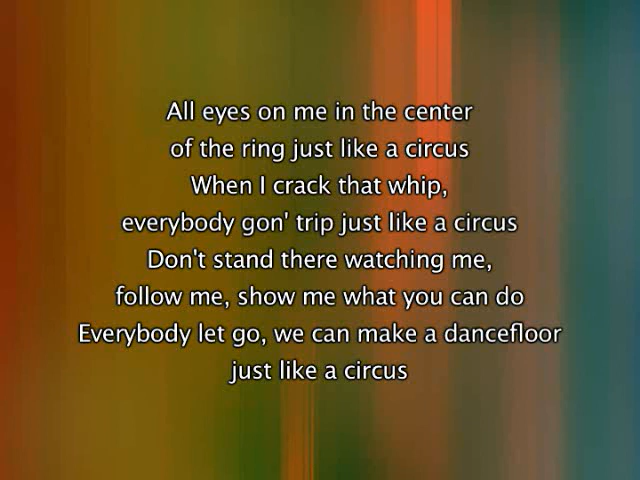 All eyes on me in the center
of the ring just like a circus
When I crack that whip,
everybody gon' trip just like a circus
Don't stand there watching me,
follow me, show me what you can do
Everybody let go, we can make a dancefloor
just like a circus